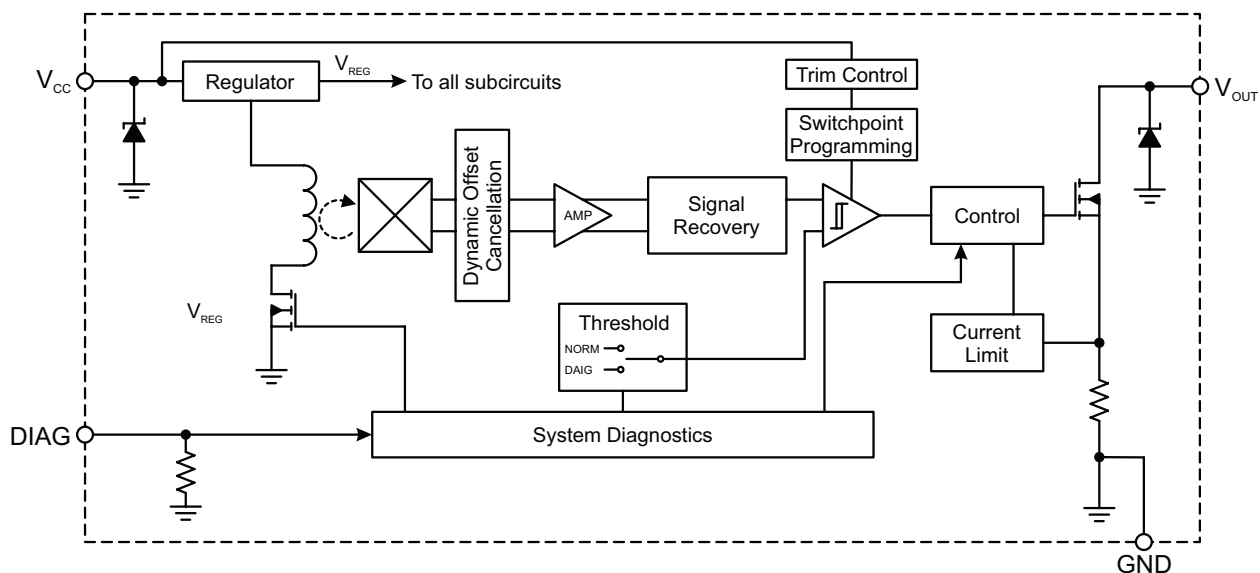 VCC
Regulator
VREG
To all subcircuits
Trim Control
VOUT
Switchpoint
Programming
Dynamic Offset
Cancellation
AMP
Signal
Recovery
Control
VREG
Threshold
NORM
DAIG
Current
Limit
DIAG
System Diagnostics
GND